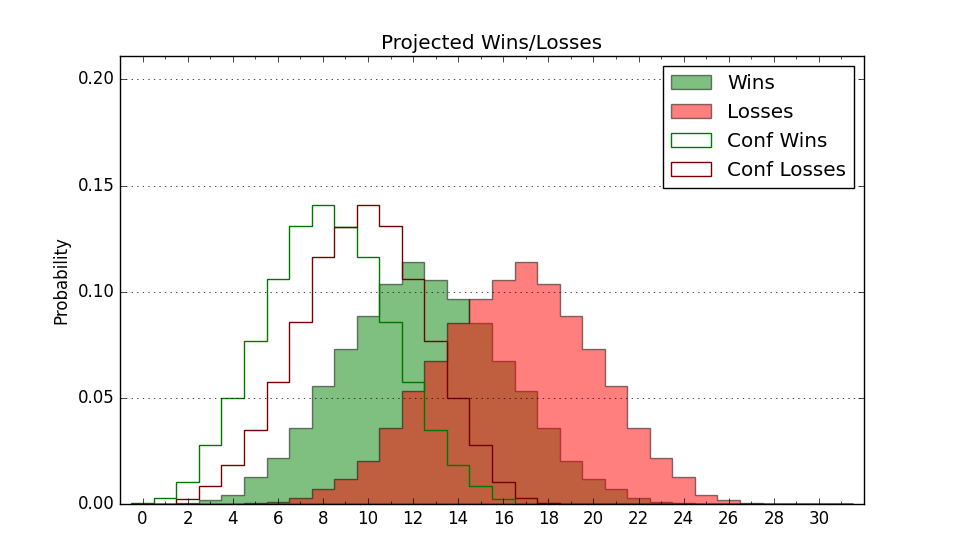 Projected Wins/Losses
0.20
0.15
0.10
0.05
0.00
Probability
Wins
Losses
Conf Wins
Conf Losses
0 2 4 6 8 10 12 14 16 18 20 22 24 26 28 30